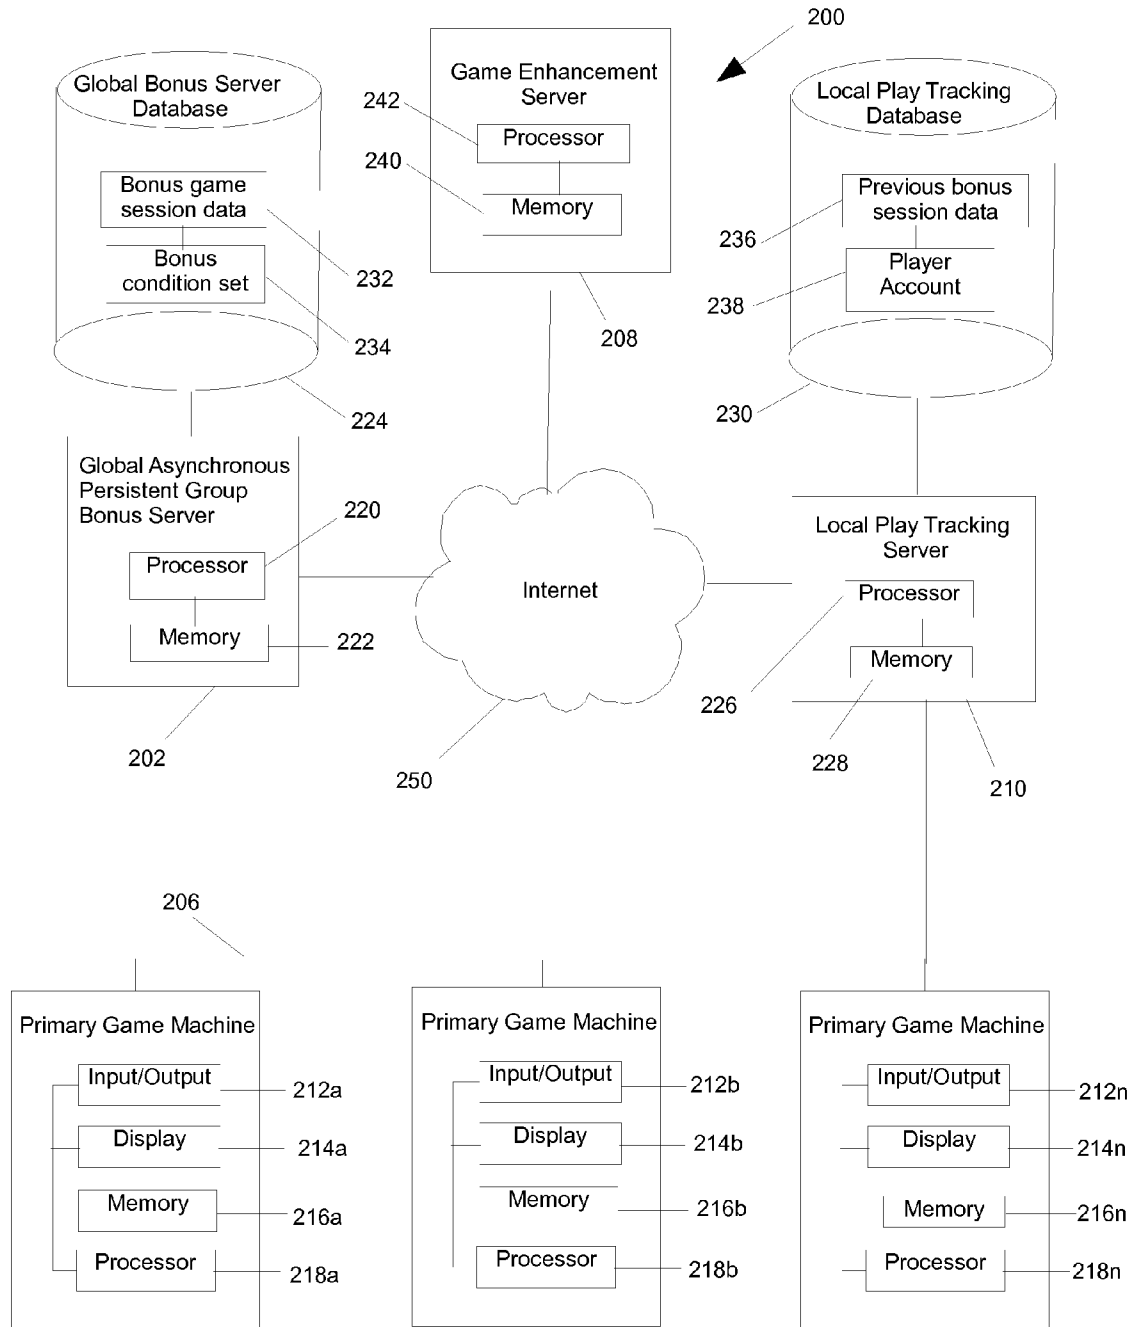 200
Global Bonus Server
Database
Bonus game
session data
Bonus
condition set
232
234
224
Game Enhancement
Server
242
Processor
240
Memory
208
Local Play Tracking
Database
Previous bonus
session data
236
Player
Account
238
230
Global Asynchronous
Persistent Group
Bonus Server
220
Processor
Memory
222
202
Internet
250
Local Play Tracking
Server
Processor
Memory
226
228
210
206
Primary Game Machine
Input/Output
212a
Display
214a
Memory
216a
Processor
218a
Primary Game Machine
Input/Output
212b
Display
214b
Memory
216b
Processor
218b
Primary Game Machine
Input/Output
212n
Display
214n
Memory
216n
Processor
218n